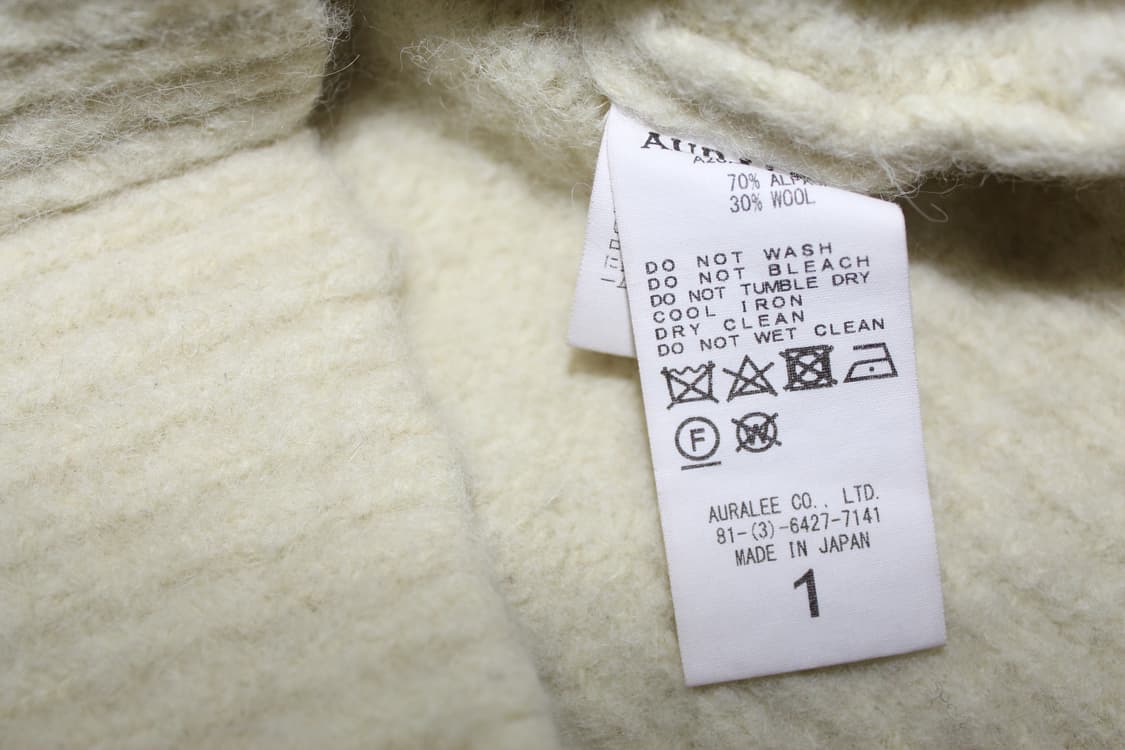 70%
30% WOOL
DO NOT WASH
DO NOT BLEACH
DO NOT TUMBLE DRY
COOL IRON
DRY CLEAN
DO NOT WET CLEAN
F
W
AURALEE CO., LTD.
81-(3)-6427-7141
MADE IN JAPAN
1